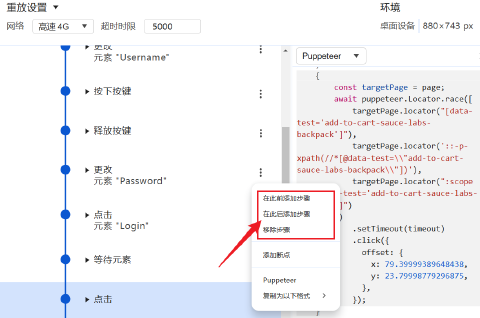 重放设置 ▼
环境
网络 高速 4G 超时时限 5000
桌面设备 880×743 px
更改
元素 "Username"
按下按键
释放按键
更改
元素 "Password"
点击
元素 "Login"
等待元素
点击
在此前添加步骤
在此后添加步骤
移除步骤
添加断点
Puppeteer
复制为以下格式
Puppeteer
{
const targetPage = page;
await puppeteer.Locator.race([
targetPage.locator("[data-
test='add-to-cart-sauce-labs-
backpack']"),
targetPage.locator('::-p-
xpath(//*[@data-test=\\"add-to-cart-
sauce-labs-backpack\\"])'),
targetPage.locator(":scope
-test='add-to-cart-sauce-labs-
]")
)
.setTimeout(timeout)
.click({
offset: {
x: 79.39999389648438,
y: 23.79998779296875,
},
});
}